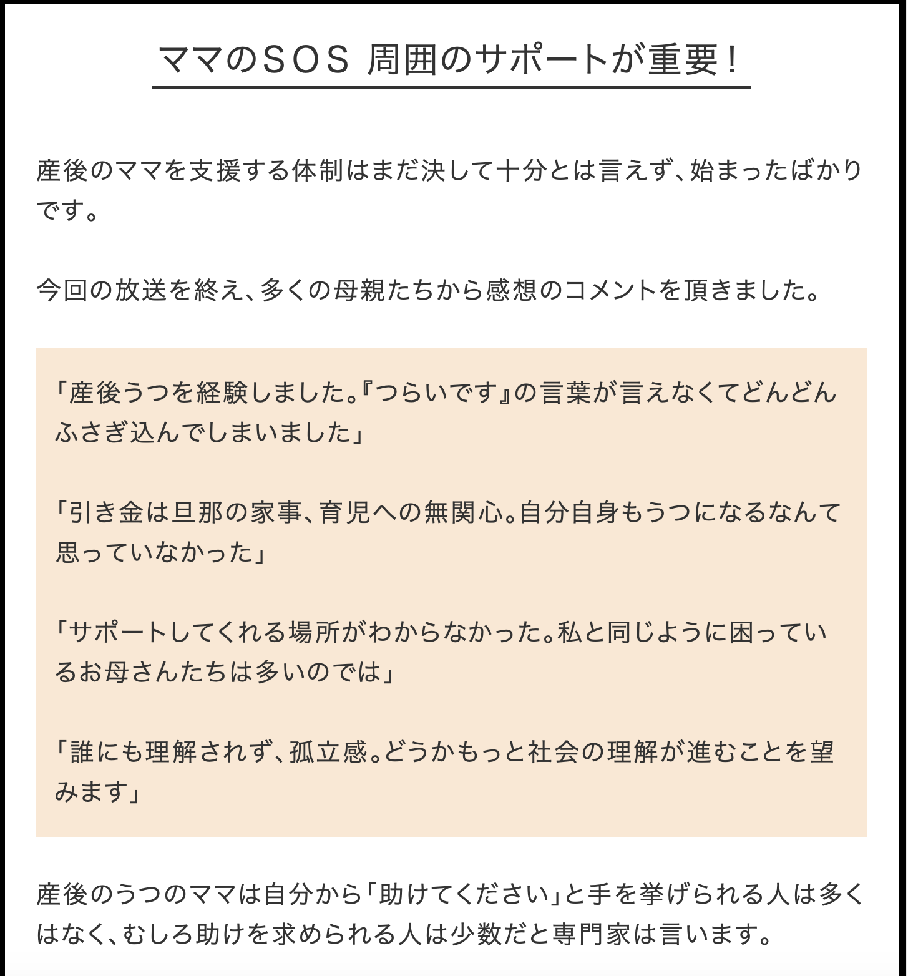 ママのSOS 周囲のサポートが重要！
産後のママを支援する体制はまだ決して十分とは言えず、始まったばかり
です。
今回の放送を終え、多くの母親たちから感想のコメントを頂きました。
「産後うつを経験しました。『つらいです』の言葉が言えなくてどんどん
ふさぎ込んでしまいました」
「引き金は旦那の家事、育児への無関心。自分自身もうつになるなんて
思っていなかった」
「サポートしてくれる場所がわからなかった。私と同じように困ってい
るお母さんたちは多いのでは」
「誰にも理解されず、孤立感。どうかもっと社会の理解が進むことを望
みます」
産後のうつのママは自分から「助けてください」と手を挙げられる人は多く
はなく、むしろ助けを求められる人は少数だと専門家は言います。